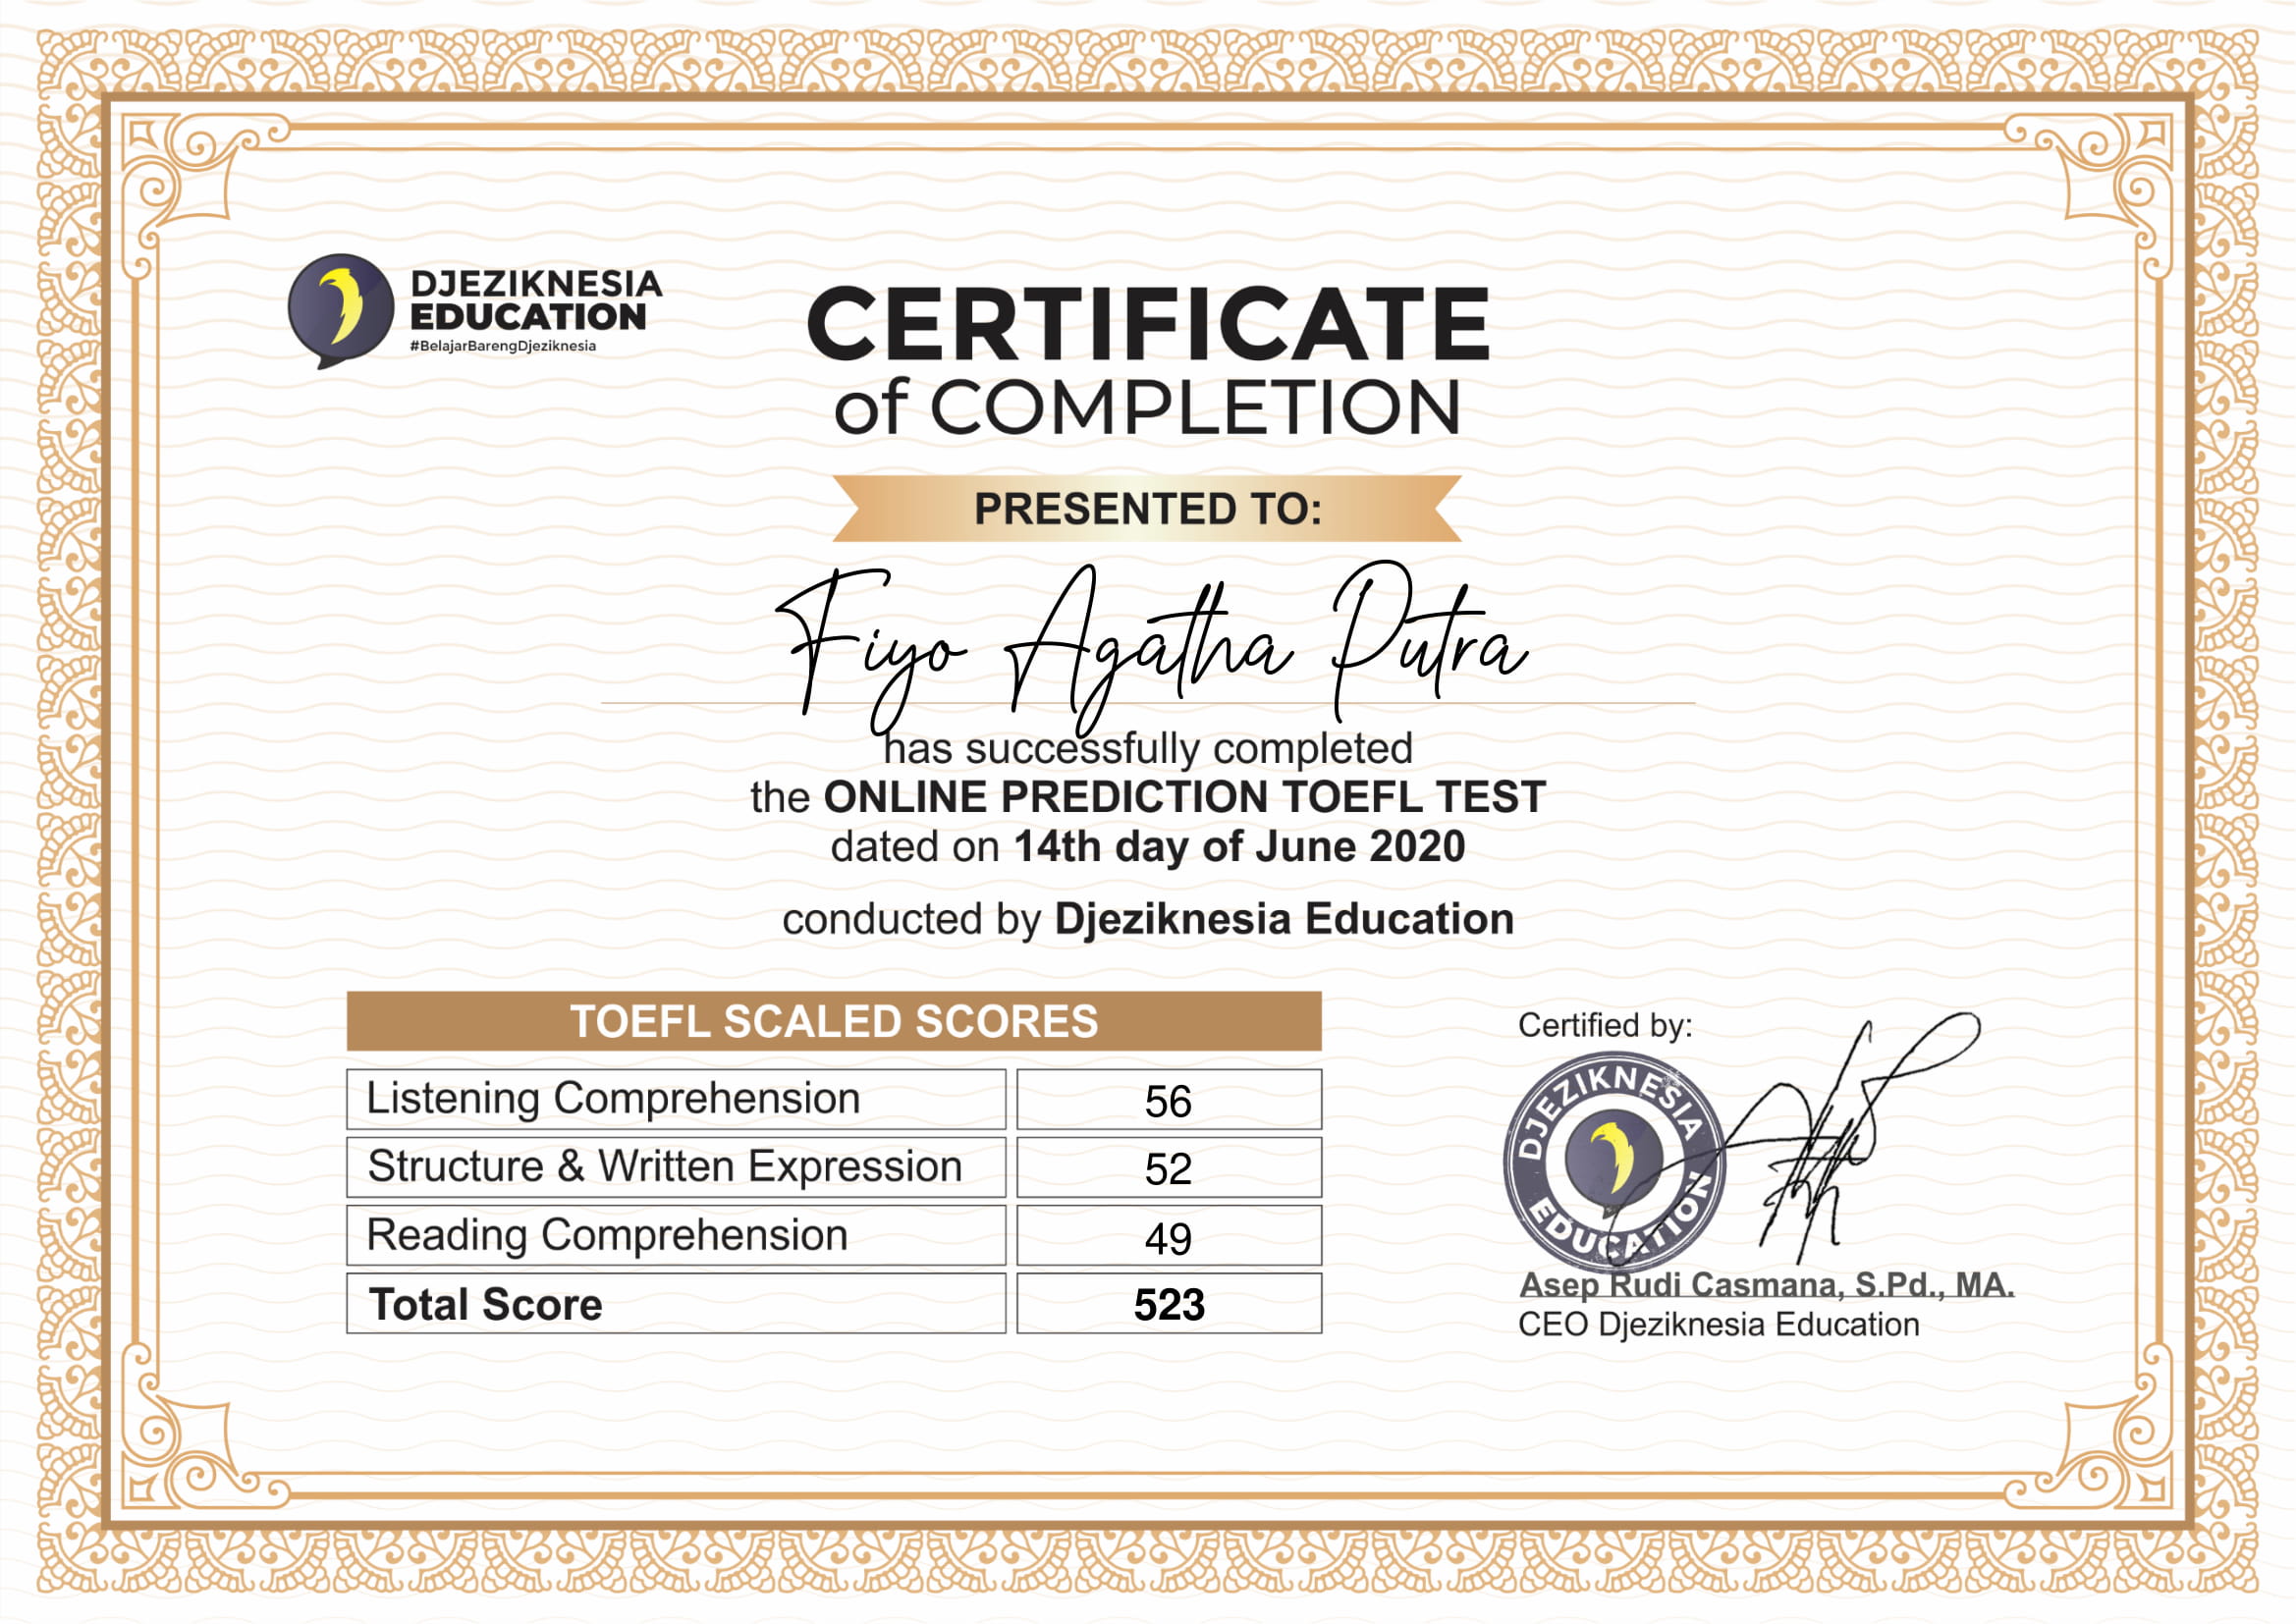 DJEZIKNESIA
EDUCATION
#BelajarBarengDjeziknesia
CERTIFICATE
of COMPLETION
PRESENTED TO:
Fiyo Agatha Putra
has successfully completed
the ONLINE PREDICTION TOEFL TEST
dated on 14th day of June 2020
conducted by Djeziknesia Education
TOEFL SCALED SCORES
Listening Comprehension 56
Structure & Written Expression 52
Reading Comprehension 49
Total Score 523
Certified by:
DJEZIKNESIA
EDUCATION
Asep Rudi Casmana, S.Pd., MA.
CEO Djeziknesia Education